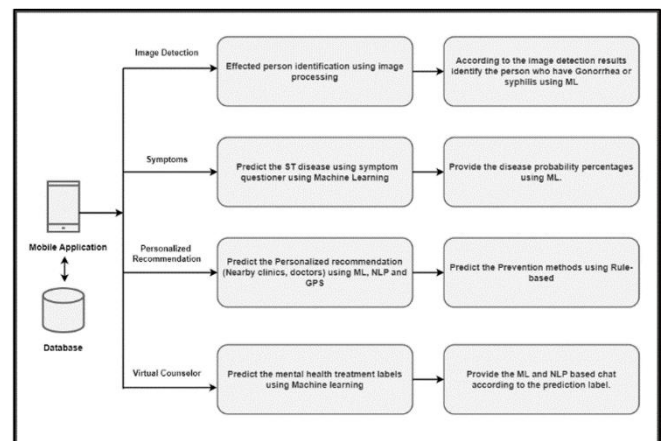 Image Detection
Effected person identification using image
processing
According to the image detection results
identify the person who have Gonorrhea or
syphilis using ML
Symptoms
Predict the ST disease using symptom
questioner using Machine Learning
Provide the disease probability percentages
using ML.
Mobile Application
Personalized
Recommendation
Predict the Personalized recommendation
(Nearby clinics, doctors) using ML, NLP and
GPS
Predict the Prevention methods using Rule-
based
Database
Virtual Counselor
Predict the mental health treatment labels
using Machine learning
Provide the ML and NLP based chat
according to the prediction label.